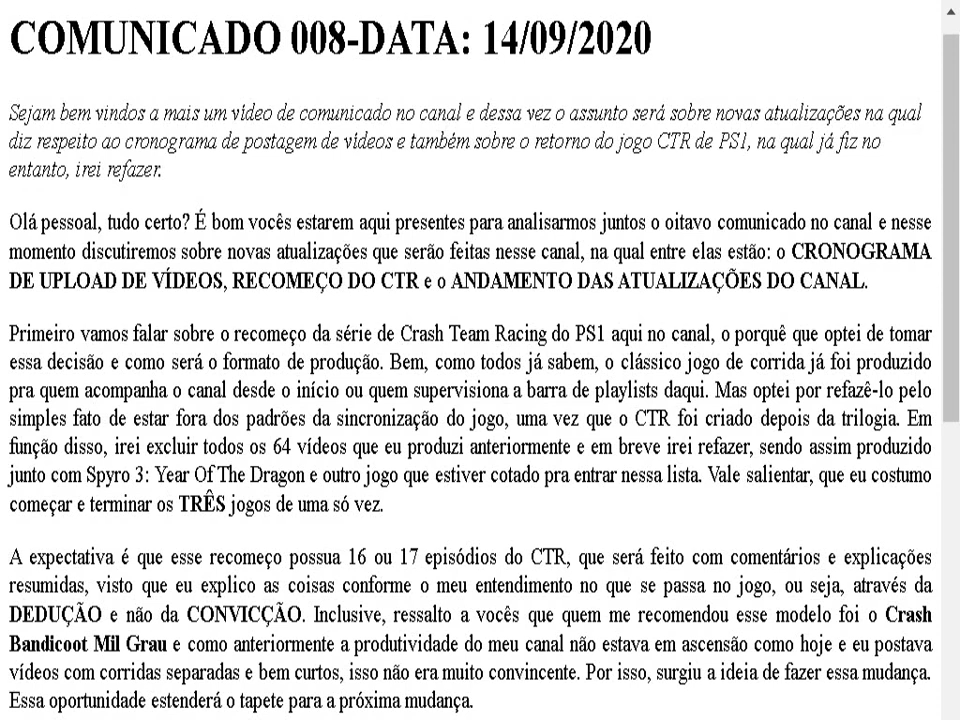 COMUNICADO 008-DATA: 14/09/2020
Sejam bem vindos a mais um vídeo de comunicado no canal e dessa vez o assunto será sobre novas atualizações na qual
diz respeito ao cronograma de postagem de vídeos e também sobre o retorno do jogo CTR de PS1, na qual já fiz no
entanto, irei refazer.
Olá pessoal, tudo certo? É bom vocês estarem aqui presentes para analisarmos juntos o oitavo comunicado no canal e nesse
momento discutiremos sobre novas atualizações que serão feitas nesse canal, na qual entre elas estão: o CRONOGRAMA
DE UPLOAD DE VÍDEOS, RECOMEÇO DO CTR e o ANDAMENTO DAS ATUALIZAÇÕES DO CANAL.
Primeiro vamos falar sobre o recomeço da série de Crash Team Racing do PS1 aqui no canal, o porquê que optei de tomar
essa decisão e como será o formato de produção. Bem, como todos já sabem, o clássico jogo de corrida já foi produzido
pra quem acompanha o canal desde o início ou quem supervisiona a barra de playlists daqui. Mas optei por refazê-lo pelo
simples fato de estar fora dos padrões da sincronização do jogo, uma vez que o CTR foi criado depois da trilogia. Em
função disso, irei excluir todos os 64 vídeos que eu produzi anteriormente e em breve irei refazer, sendo assim produzido
junto com Spyro 3: Year Of The Dragon e outro jogo que estiver cotado pra entrar nessa lista. Vale salientar, que eu costumo
começar e terminar os TRÊS jogos de uma só vez.
A expectativa é que esse recomeço possua 16 ou 17 episódios do CTR, que será feito com comentários e explicações
resumidas, visto que eu explico as coisas conforme o meu entendimento no que se passa no jogo, ou seja, através da
DEDUÇÃO e não da CONVICÇÃO. Inclusive, ressalto a vocês que quem me recomendou esse modelo foi o Crash
Bandicoot Mil Grau e como anteriormente a produtividade do meu canal não estava em ascensão como hoje e eu postava
vídeos com corridas separadas e bem curtos, isso não era muito convincente. Por isso, surgiu a ideia de fazer essa mudança.
Essa oportunidade estenderá o tapete para a próxima mudança.